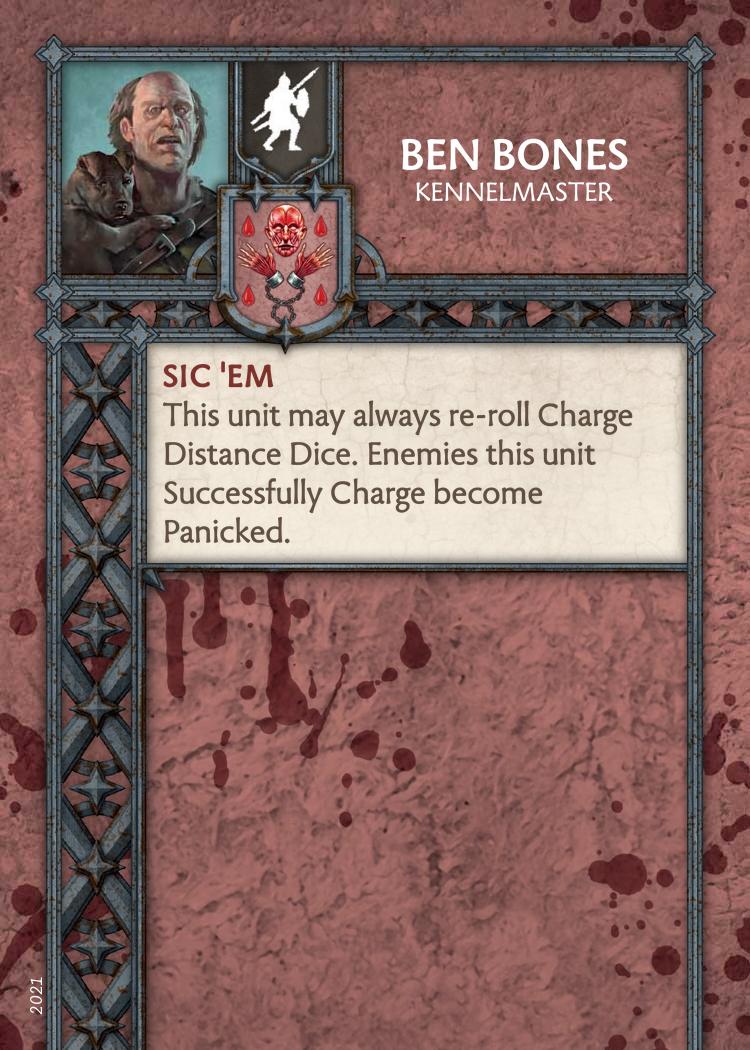 BEN BONES
KENNELMASTER
SIC 'EM
This unit may always re-roll Charge
Distance Dice. Enemies this unit
Successfully Charge become
Panicked.
2021